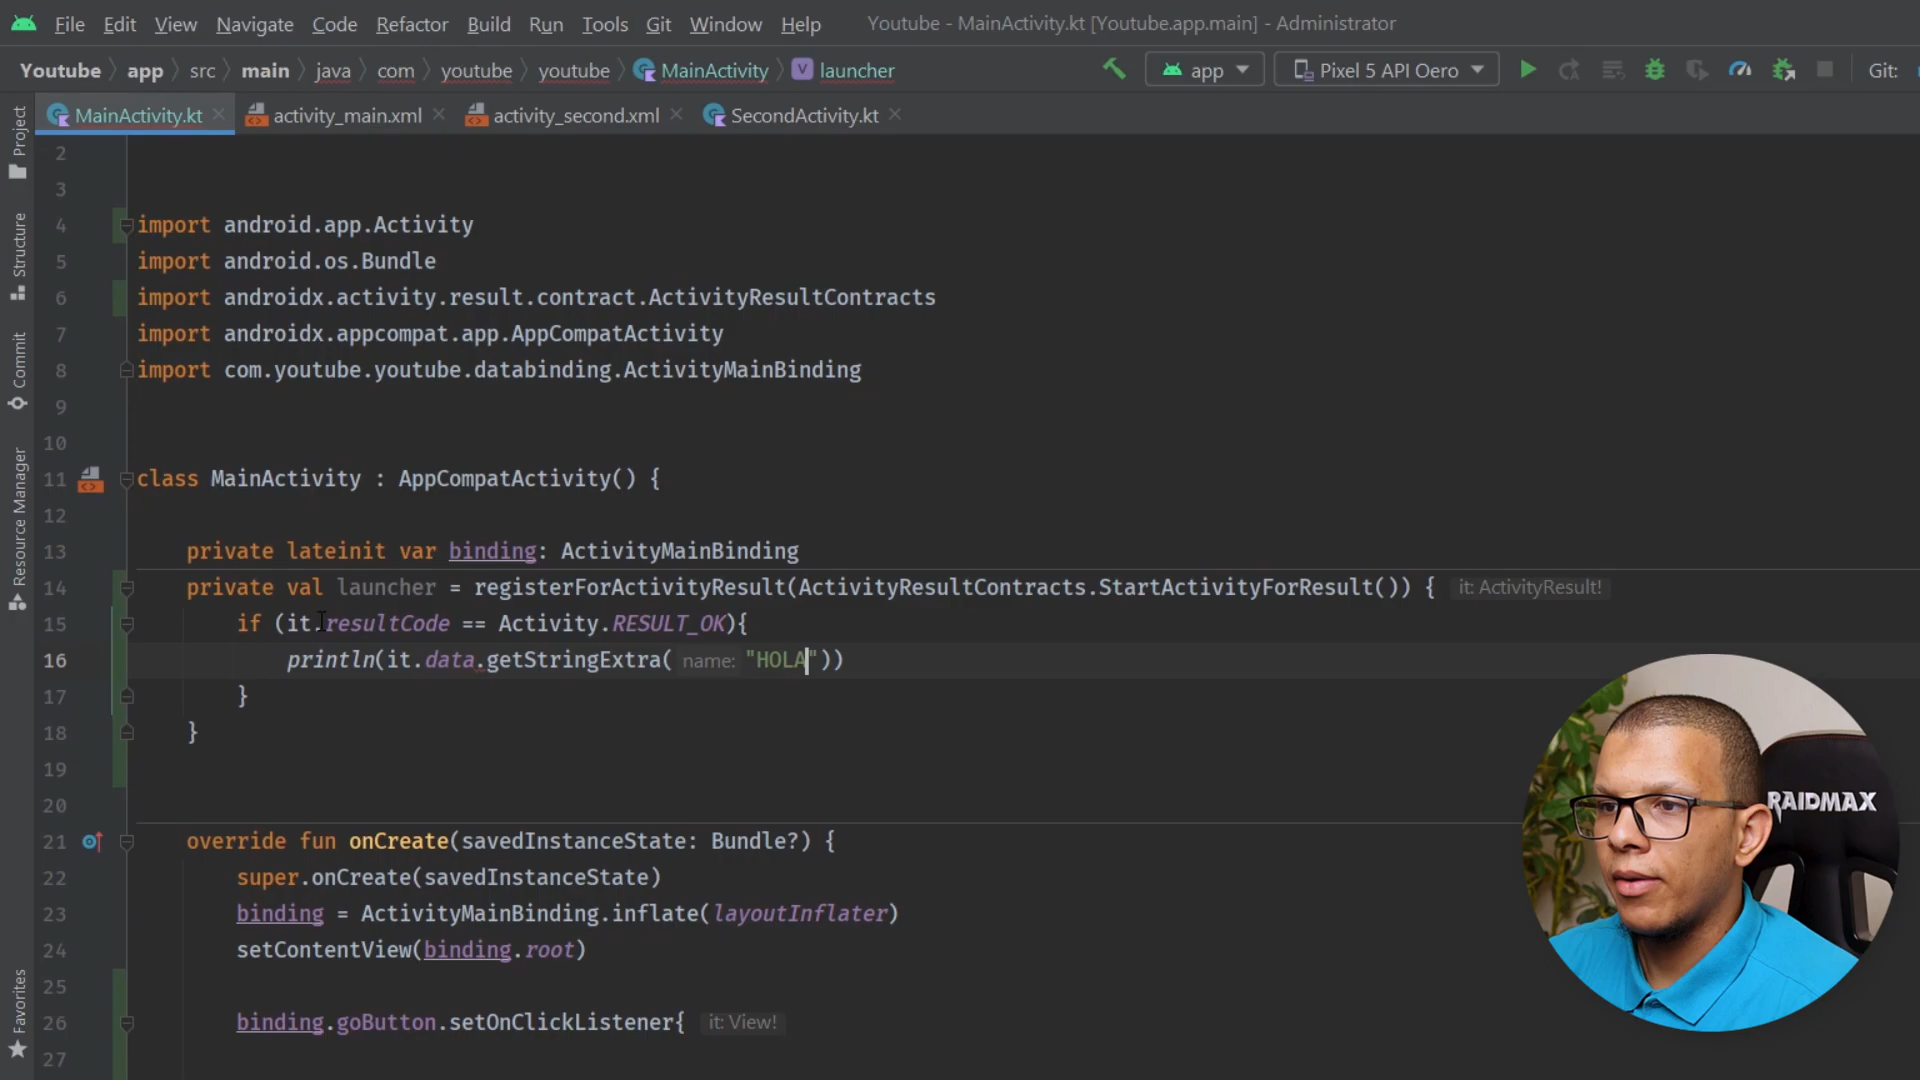 File Edit View Navigate Code Refactor Build Run Tools Git Window Help Youtube - MainActivity.kt [Youtube.app.main] - Administrator
Youtube app src main java com youtube youtube MainActivity launcher app Pixel 5 API Oero Git:
MainActivity.kt activity_main.xml activity_second.xml SecondActivity.kt
Project
Structure
Commit
Resource Manager
Favorites
2
3
4 import android.app.Activity
5 import android.os.Bundle
6 import androidx.activity.result.contract.ActivityResultContracts
7 import androidx.appcompat.app.AppCompatActivity
8 import com.youtube.youtube.databinding.ActivityMainBinding
9
10
11 class MainActivity : AppCompatActivity() {
12
13 private lateinit var binding: ActivityMainBinding
14 private val launcher = registerForActivityResult(ActivityResultContracts.StartActivityForResult()) { it: ActivityResult!
15 if (it.resultCode == Activity.RESULT_OK){
16 println(it.data.getStringExtra( name: "HOLA"))
17 }
18 }
19
20
21 override fun onCreate(savedInstanceState: Bundle?) {
22 super.onCreate(savedInstanceState)
23 binding = ActivityMainBinding.inflate(layoutInflater)
24 setContentView(binding.root)
25
26 binding.goButton.setOnClickListener{ it: View!
27
RAIDMAX